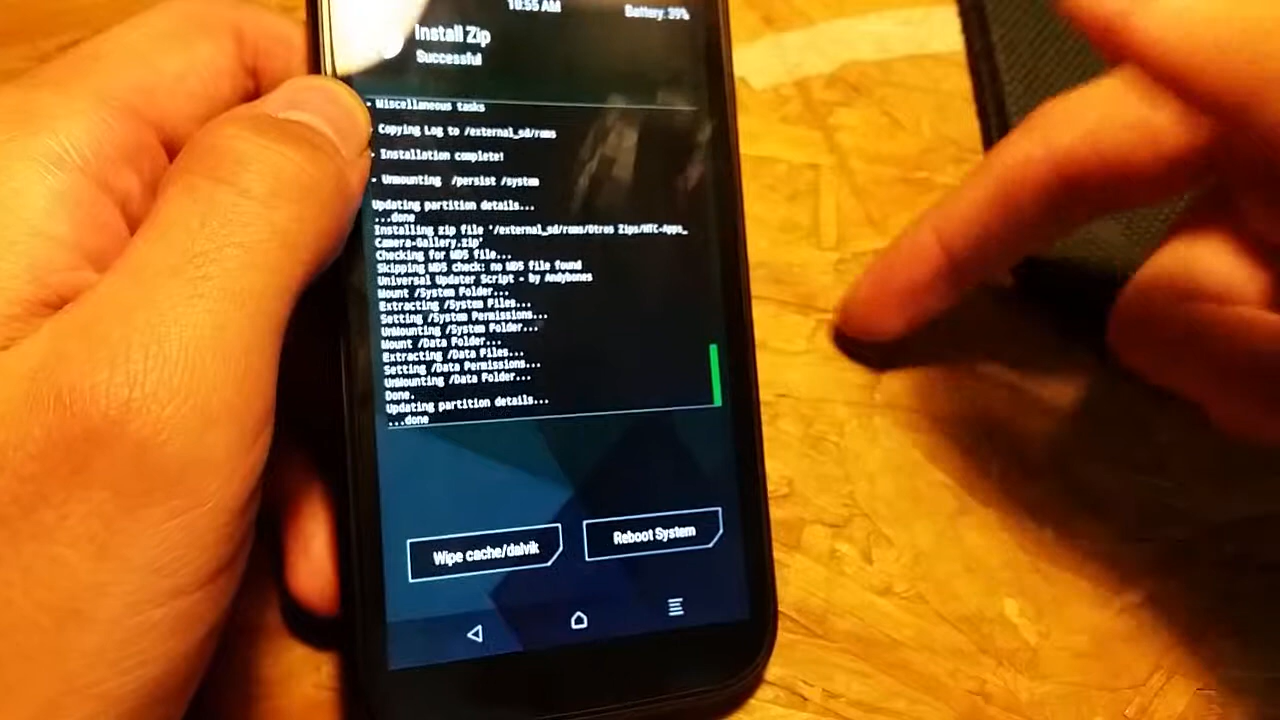 10:55 AM
Battery: 39%
Install Zip
Successful
- Miscellaneous tasks
- Copying Log to /external_sd/roms
- Installation complete!
- Unmounting /persist /system
Updating partition details...
...done
Installing zip file '/external_sd/roms/Otros Zips/HTC-Apps_
Camera-Gallery.zip'
Checking for MD5 file...
Skipping MD5 check: no MD5 file found
Universal Updater Script - by Andybones
Mount /System Folder...
Extracting /System Files...
Setting /System Permissions...
UnMounting /System Folder...
Mount /Data Folder...
Extracting /Data Files...
Setting /Data Permissions...
UnMounting /Data Folder...
Done.
Updating partition details...
...done
Wipe cache/dalvik
Reboot System